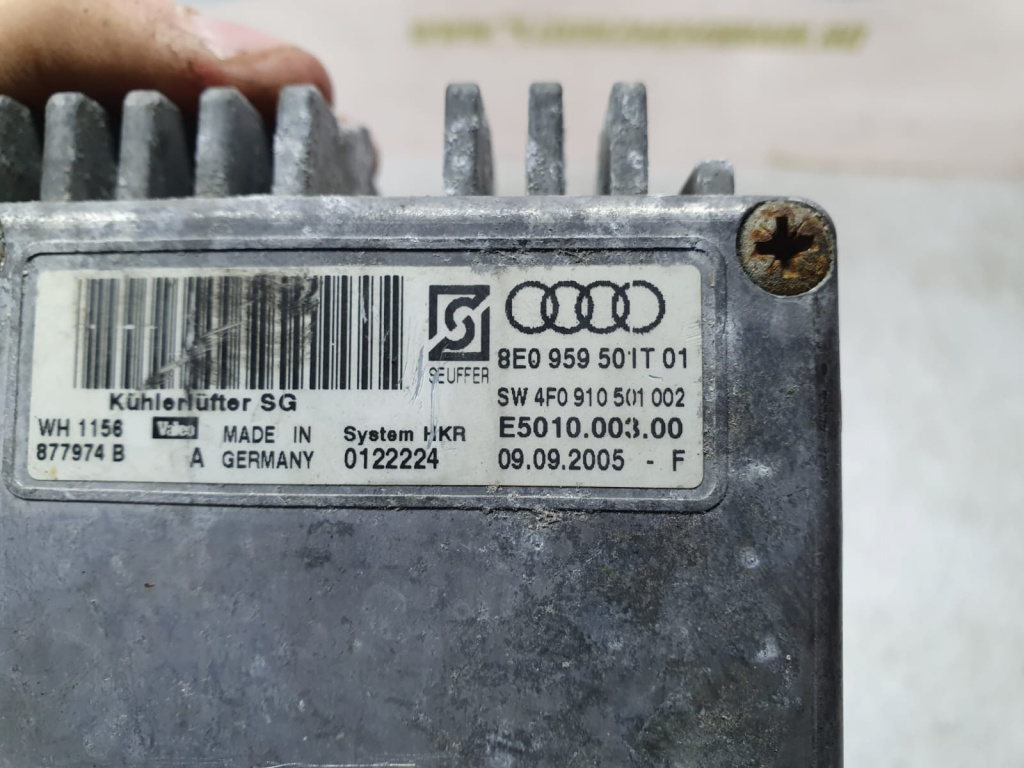 SEUFFER
8E0 959 501T 01
Kühlerlüfter SG
SW 4F0 910 501 002
WH 1156 Valeo MADE IN System HKR E5010.003.00
877974 B A GERMANY 0122224 09.09.2005 - F